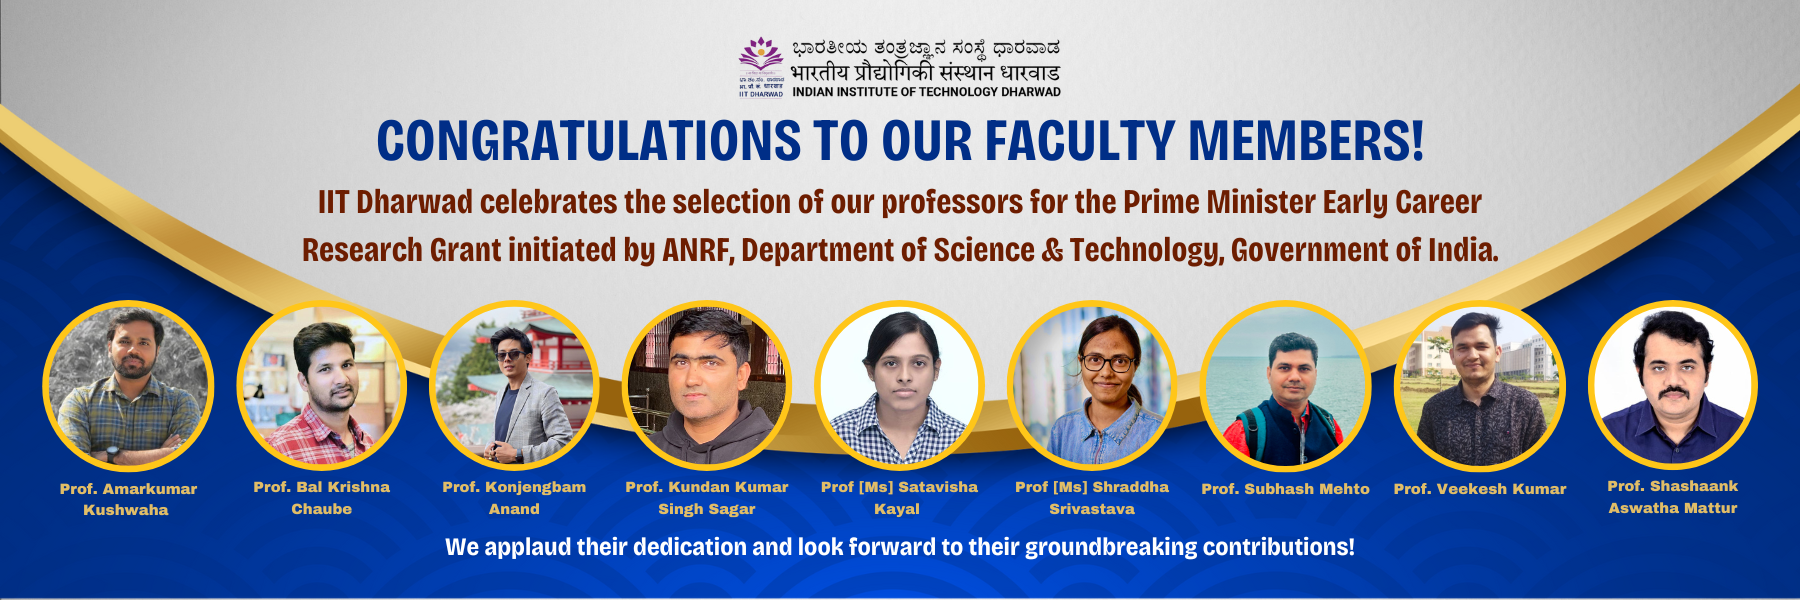 ಭಾರತೀಯ ತಂತ್ರಜ್ಞಾನ ಸಂಸ್ಥೆ ಧಾರವಾಡ
भारतीय प्रौद्योगिकी संस्थान धारवाड
INDIAN INSTITUTE OF TECHNOLOGY DHARWAD
ಭಾ.ತಂ.ಸಂ. ಧಾರವಾಡ
भा. प्रौ. सं. धारवाड
IIT DHARWAD
CONGRATULATIONS TO OUR FACULTY MEMBERS!
IIT Dharwad celebrates the selection of our professors for the Prime Minister Early Career
Research Grant initiated by ANRF, Department of Science & Technology, Government of India.
Prof. Amarkumar
Kushwaha
Prof. Bal Krishna
Chaube
Prof. Konjengbam
Anand
Prof. Kundan Kumar
Singh Sagar
Prof [Ms] Satavisha
Kayal
Prof [Ms] Shraddha
Srivastava
Prof. Subhash Mehto
Prof. Veekesh Kumar
Prof. Shashaank
Aswatha Mattur
We applaud their dedication and look forward to their groundbreaking contributions!